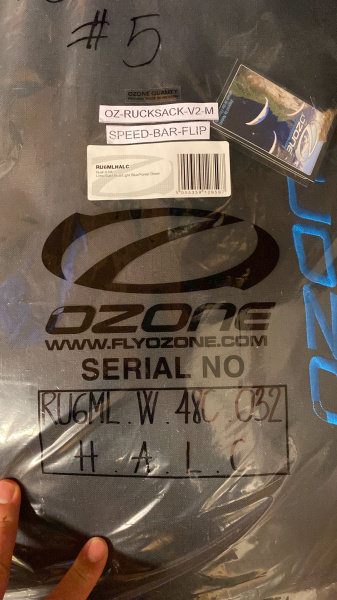 # 5
OZONE QUALITY
OZ-RUCKSACK-V2-M
SPEED-BAR-FLIP
OZONE
RU6MLHALC
OZONE
WWW.FLYOZONE.COM
SERIAL NO
RU6ML.W.48C.032
H.A.L.C